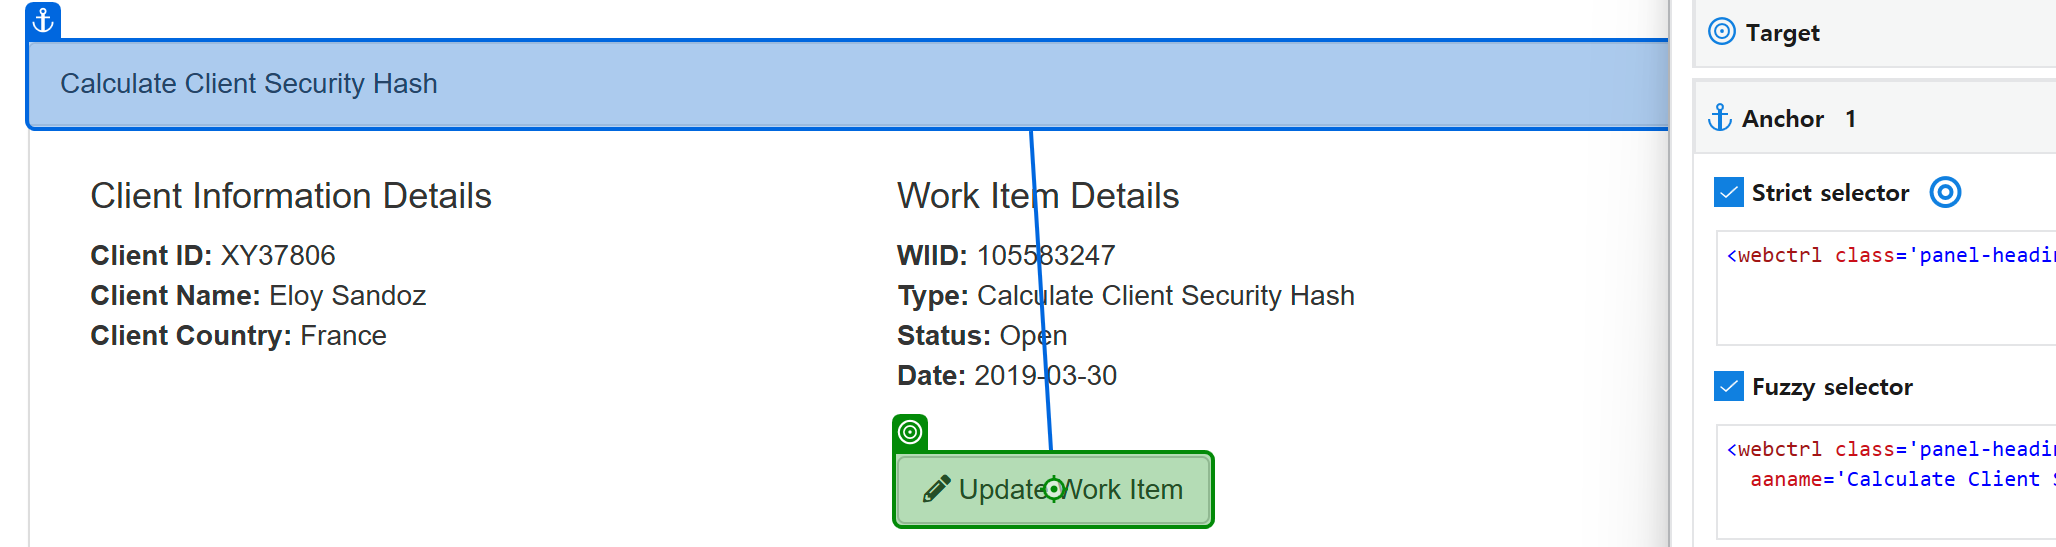 Calculate Client Security Hash
Client Information Details
Client ID: XY37806
Client Name: Eloy Sandoz
Client Country: France
Work Item Details
WIID: 105583247
Type: Calculate Client Security Hash
Status: Open
Date: 2019-03-30
Update Work Item
Target
Anchor 1
Strict selector
<webctrl class='panel-headin
Fuzzy selector
<webctrl class='panel-headin
aaname='Calculate Client S